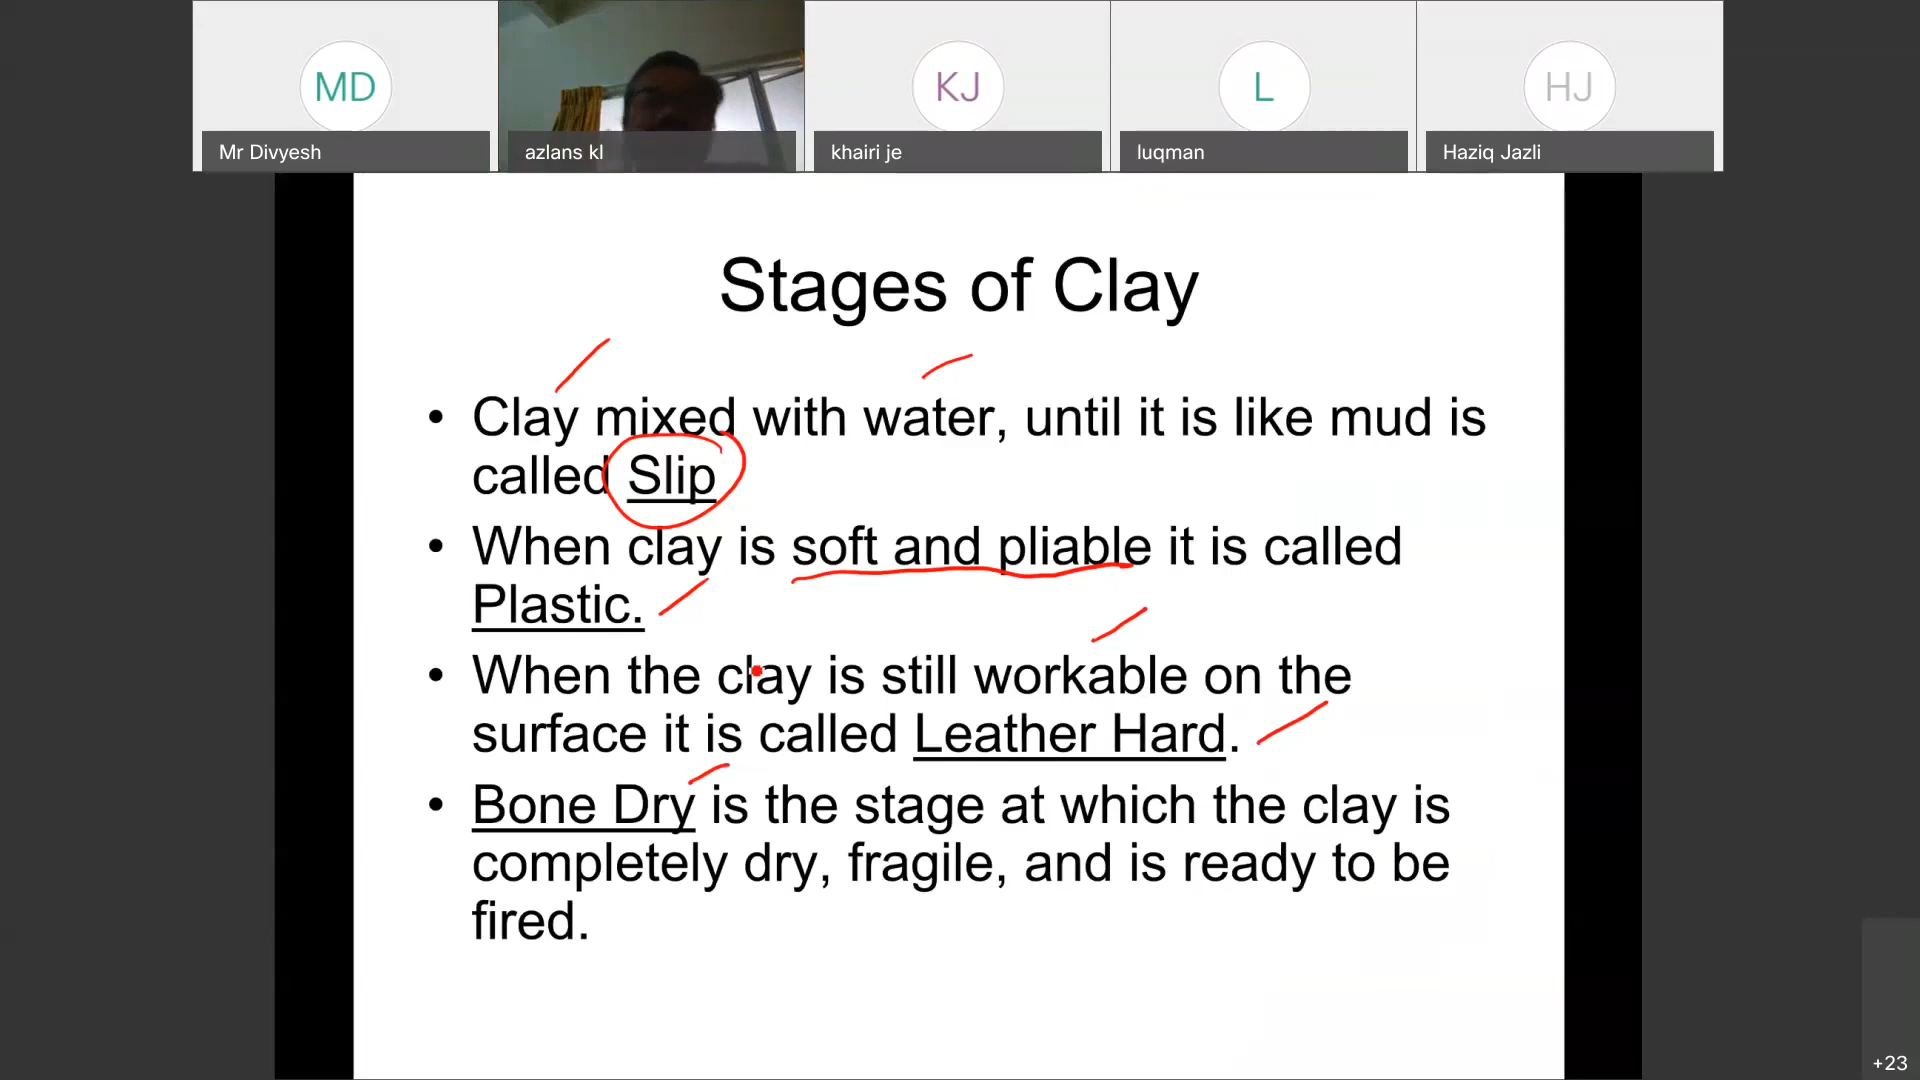 MD
KJ
L
HJ
Mr Divyesh
azlans kl
khairi je
luqman
Haziq Jazli
Stages of Clay
• Clay mixed with water, until it is like mud is
called Slip
• When clay is soft and pliable it is called
Plastic.
• When the clay is still workable on the
surface it is called Leather Hard.
• Bone Dry is the stage at which the clay is
completely dry, fragile, and is ready to be
fired.
+23